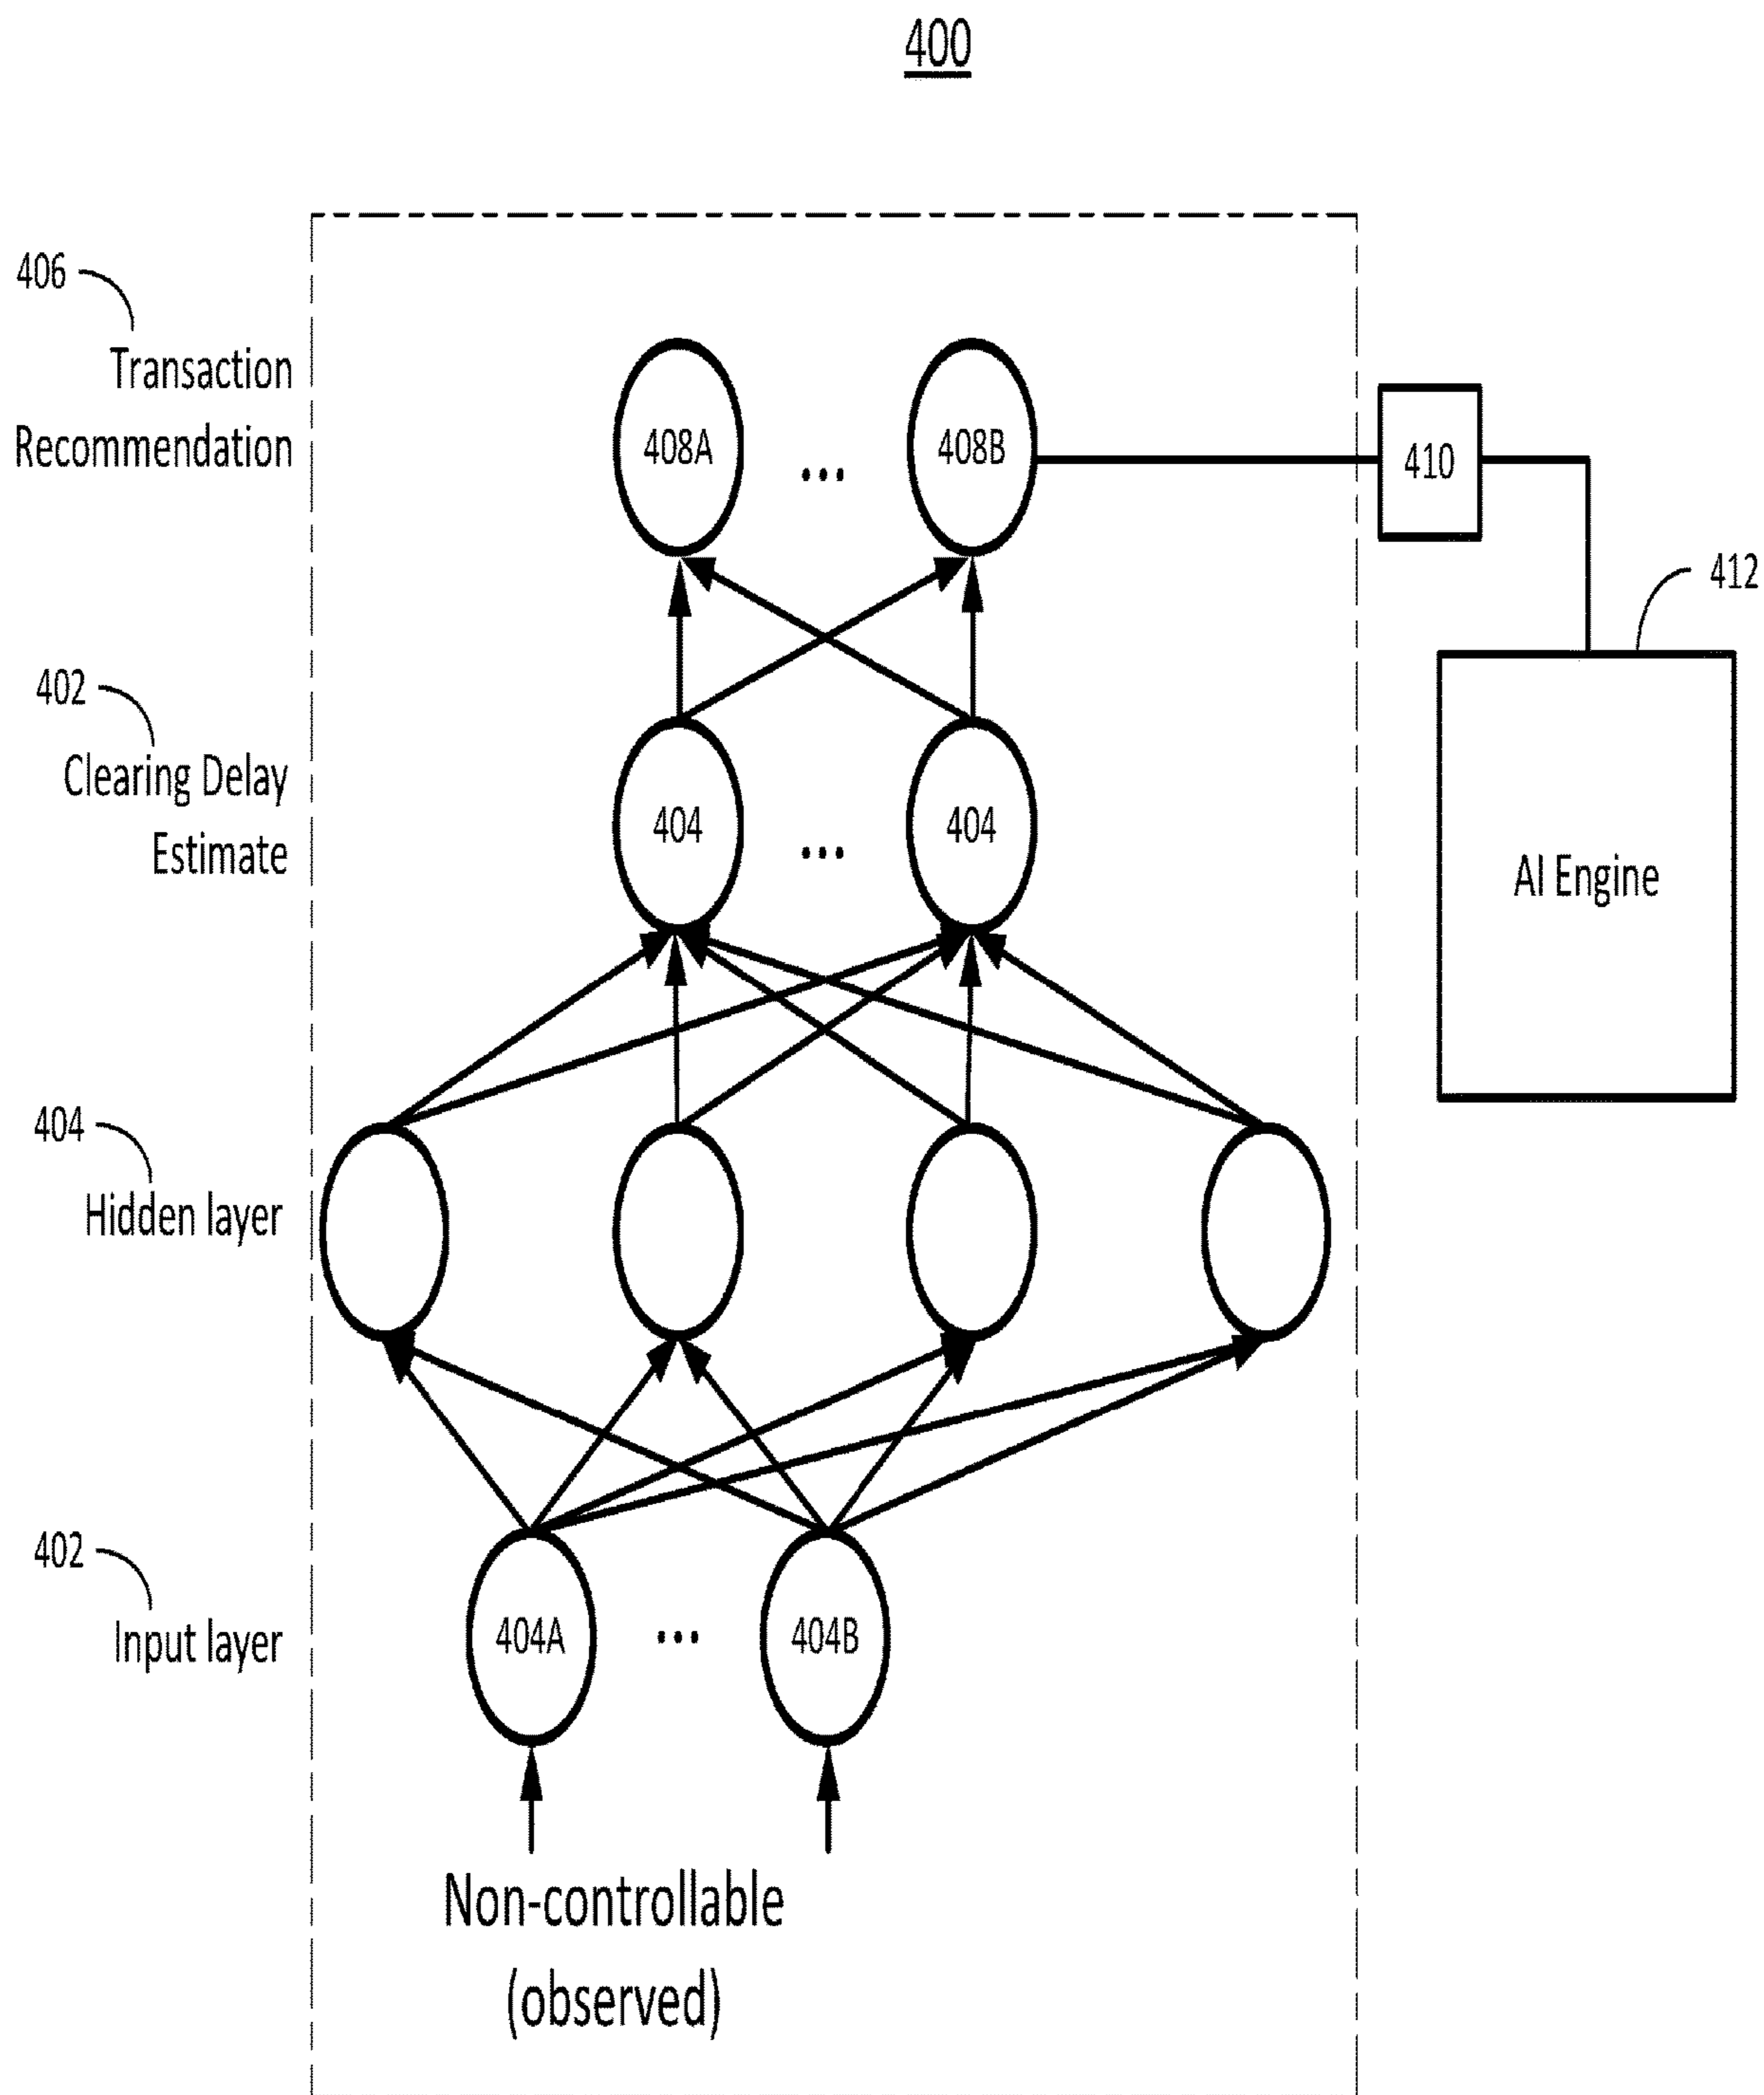 400
406
Transaction
Recommendation
408A
...
408B
410
412
402
Clearing Delay
Estimate
404
...
404
AI Engine
404
Hidden layer
402
Input layer
404A
...
404B
Non-controllable
(observed)